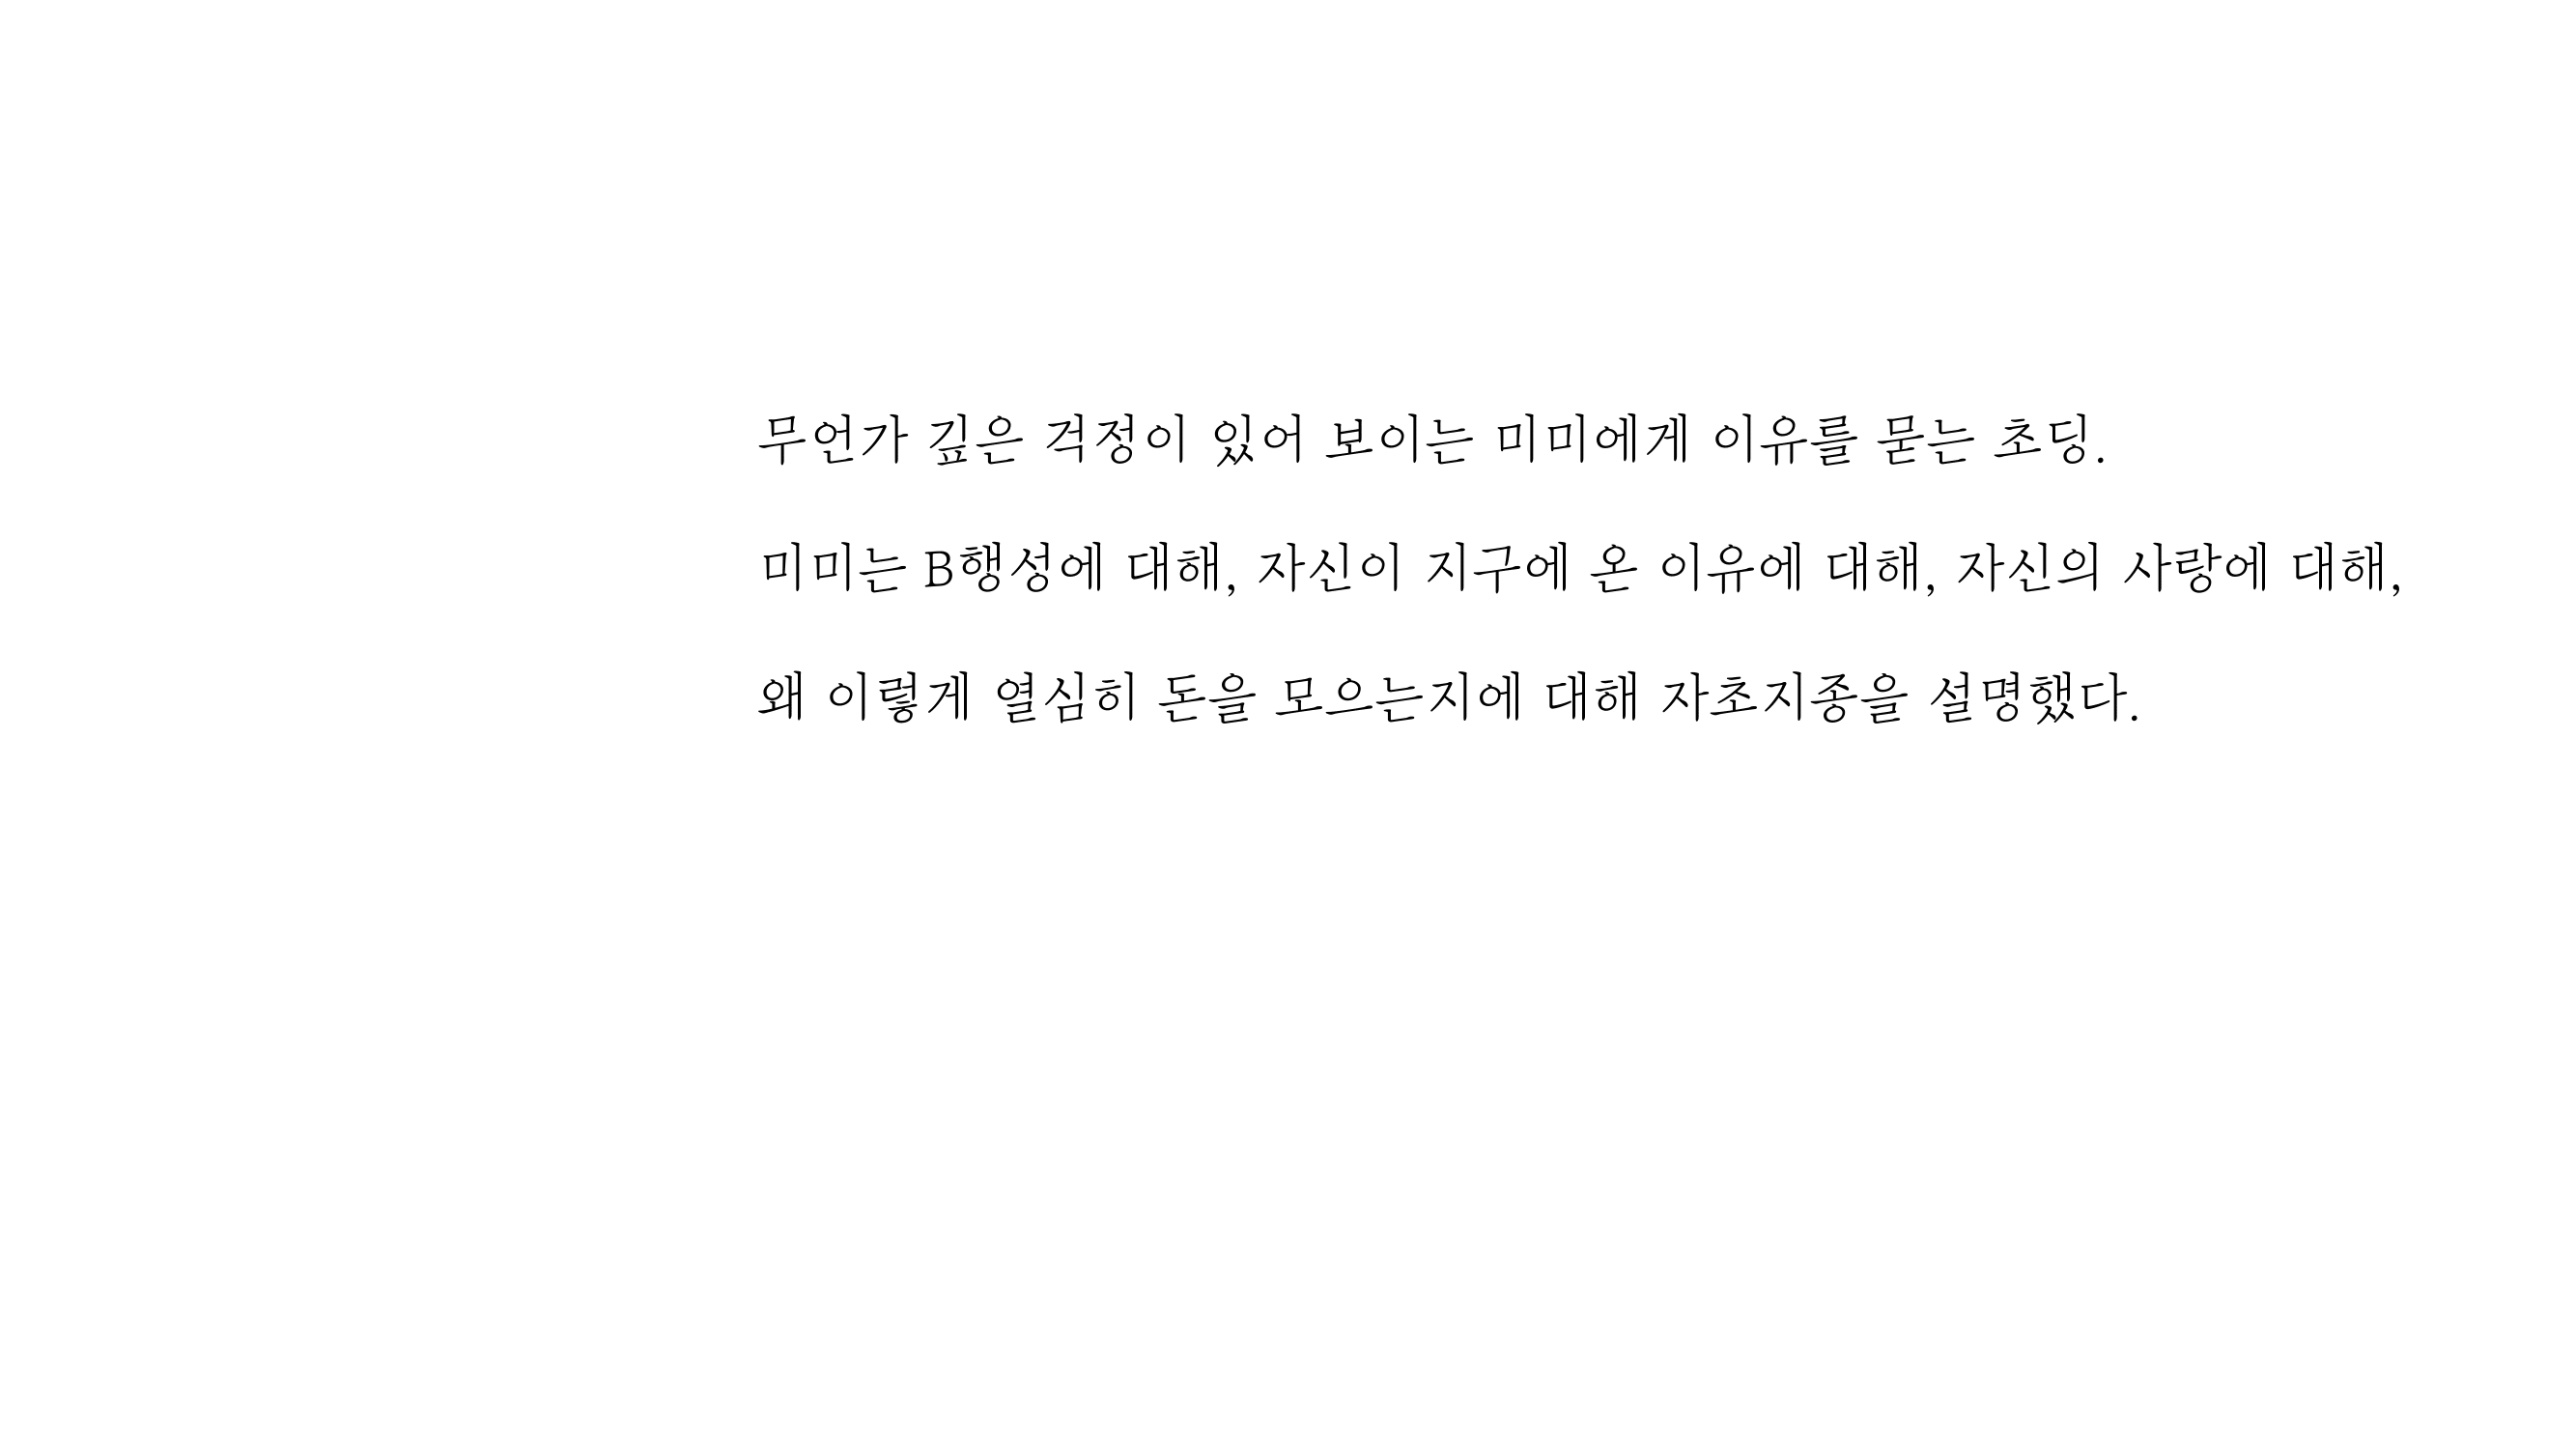 무언가 깊은 걱정이 있어 보이는 미미에게 이유를 묻는 초딩.
미미는 B행성에 대해, 자신이 지구에 온 이유에 대해, 자신의 사랑에 대해,
왜 이렇게 열심히 돈을 모으는지에 대해 자초지종을 설명했다.